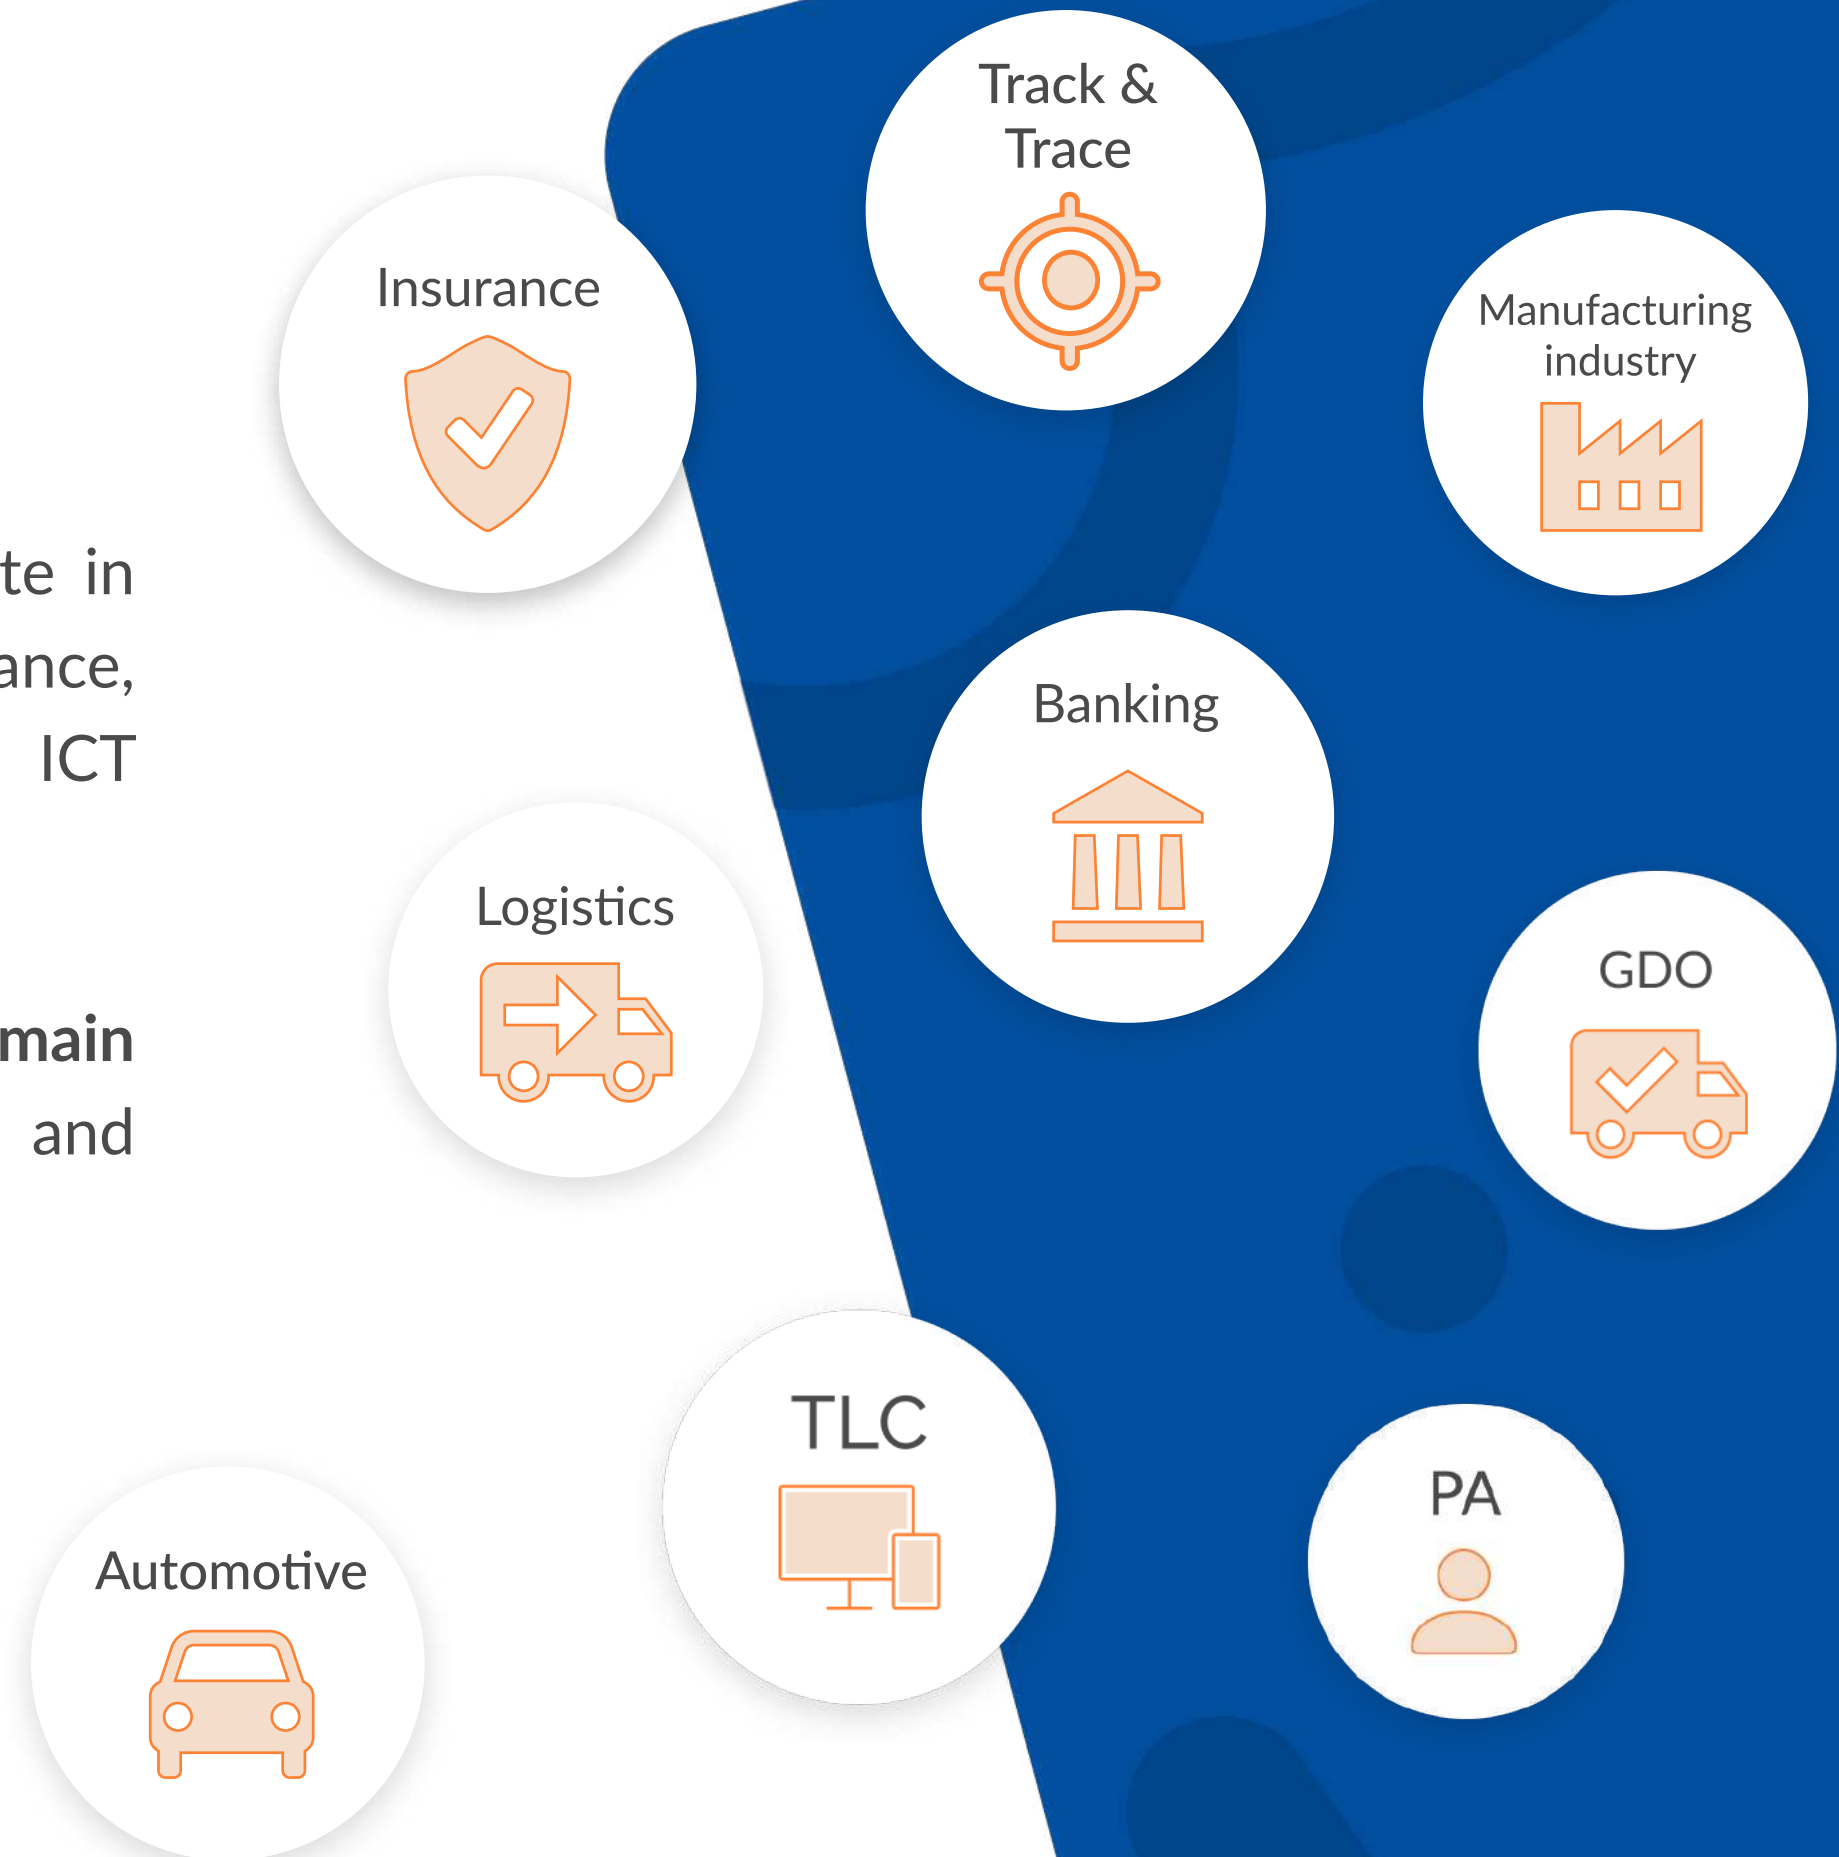 Track &
Trace
Insurance
Manufacturing
industry
te in
ance,
ICT
Banking
Logistics
GDO
main
and
TLC
PA
Automotive